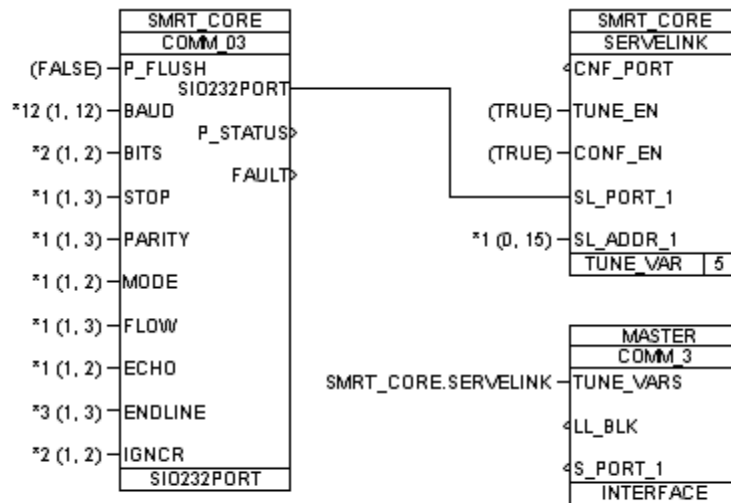 SMRT_CORE
COMM_03
(FALSE) P_FLUSH
SIO232PORT
*12 (1, 12) BAUD
P_STATUS
*2 (1, 2) BITS
FAULT
*1 (1, 3) STOP
*1 (1, 3) PARITY
*1 (1, 2) MODE
*1 (1, 3) FLOW
*1 (1, 2) ECHO
*3 (1, 3) ENDLINE
*2 (1, 2) IGNCR
SIO232PORT
SMRT_CORE
SERVELINK
CNF_PORT
(TRUE) TUNE_EN
(TRUE) CONF_EN
SL_PORT_1
*1 (0, 15) SL_ADDR_1
TUNE_VAR 5
MASTER
COMM_3
SMRT_CORE.SERVELINK TUNE_VARS
LL_BLK
S_PORT_1
INTERFACE